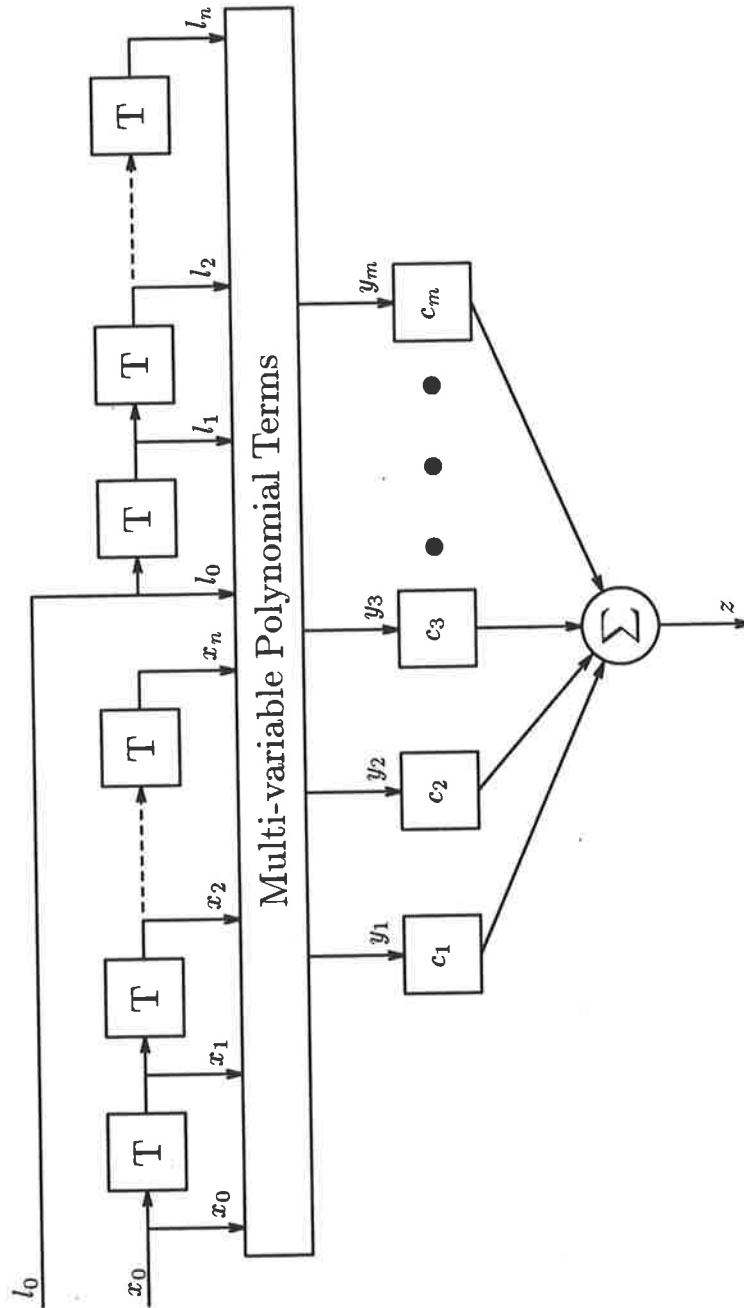 l₀
x₀
T
T
T
T
T
T
x₀
x₁
x₂
xₙ
l₀
l₁
l₂
lₙ
Multi-variable Polynomial Terms
y₁
y₂
y₃
yₘ
c₁
c₂
c₃
cₘ
Σ
z